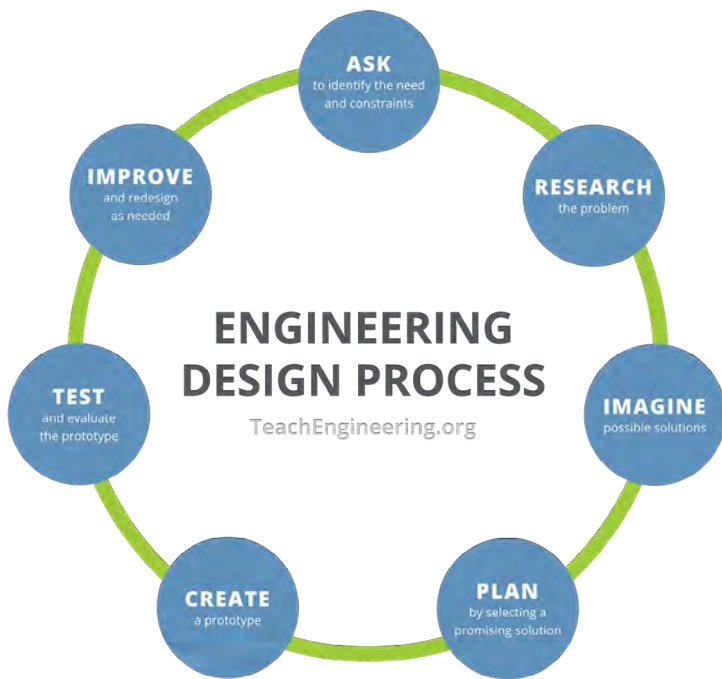 ASK
to identify the need
and constraints
RESEARCH
the problem
IMAGINE
possible solutions
PLAN
by selecting a
promising solution
CREATE
a prototype
TEST
and evaluate
the prototype
IMPROVE
and redesign
as needed
ENGINEERING
DESIGN PROCESS
TeachEngineering.org